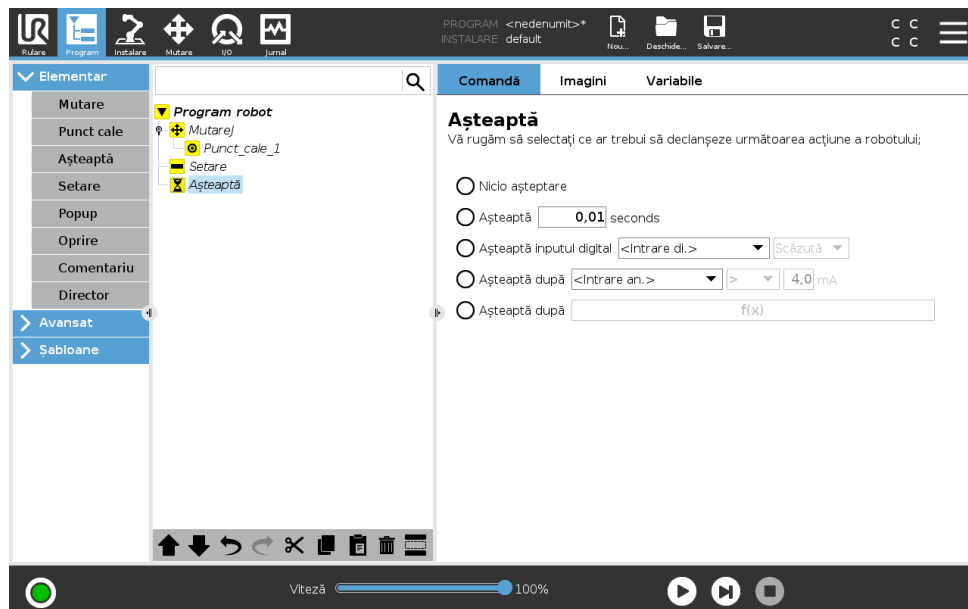 UR
Rulare
Program
Instalare
Mutare
I/O
Jurnal
PROGRAM <nedenumit>*
INSTALARE default
Nou...
Deschide...
Salvare...
C C
C C
Elementar
Mutare
Punct cale
Așteaptă
Setare
Popup
Oprire
Comentariu
Director
Avansat
Șabloane
Program robot
MutareJ
Punct_cale_1
Setare
Așteaptă
Comandă Imagini Variabile
Așteaptă
Vă rugăm să selectați ce ar trebui să declanșeze următoarea acțiune a robotului;
Nicio așteptare
Așteaptă 0,01 seconds
Așteaptă inputul digital <Intrare di.> Scăzută
Așteaptă după <Intrare an.> > 4,0 mA
Așteaptă după f(x)
Viteză 100%